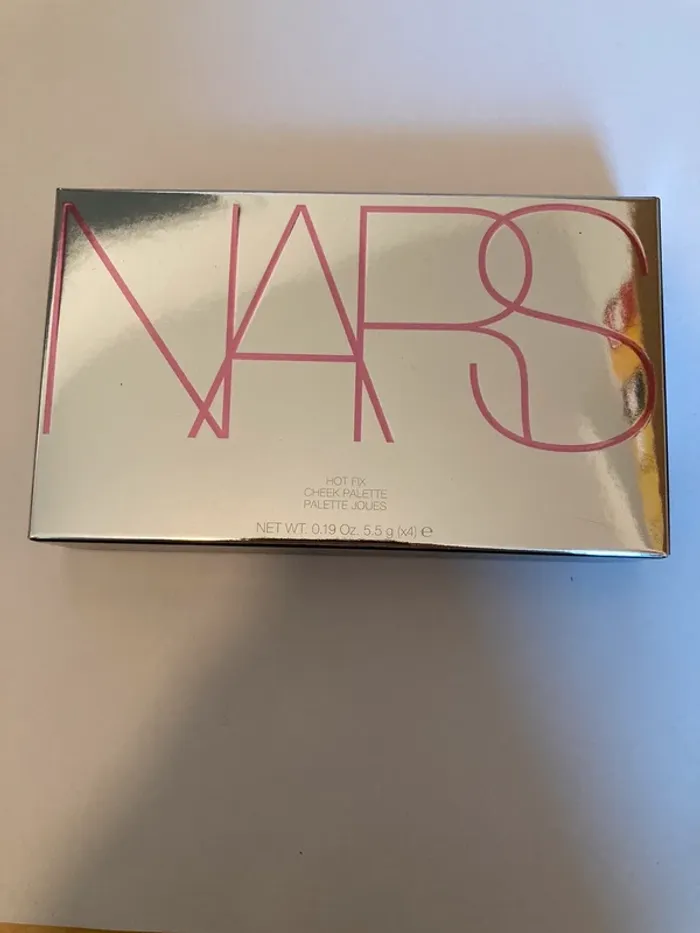 NARS
HOT FIX
CHEEK PALETTE
PALETTE JOUES
NET WT. 0.19 Oz. 5.5 g (x4) ℮